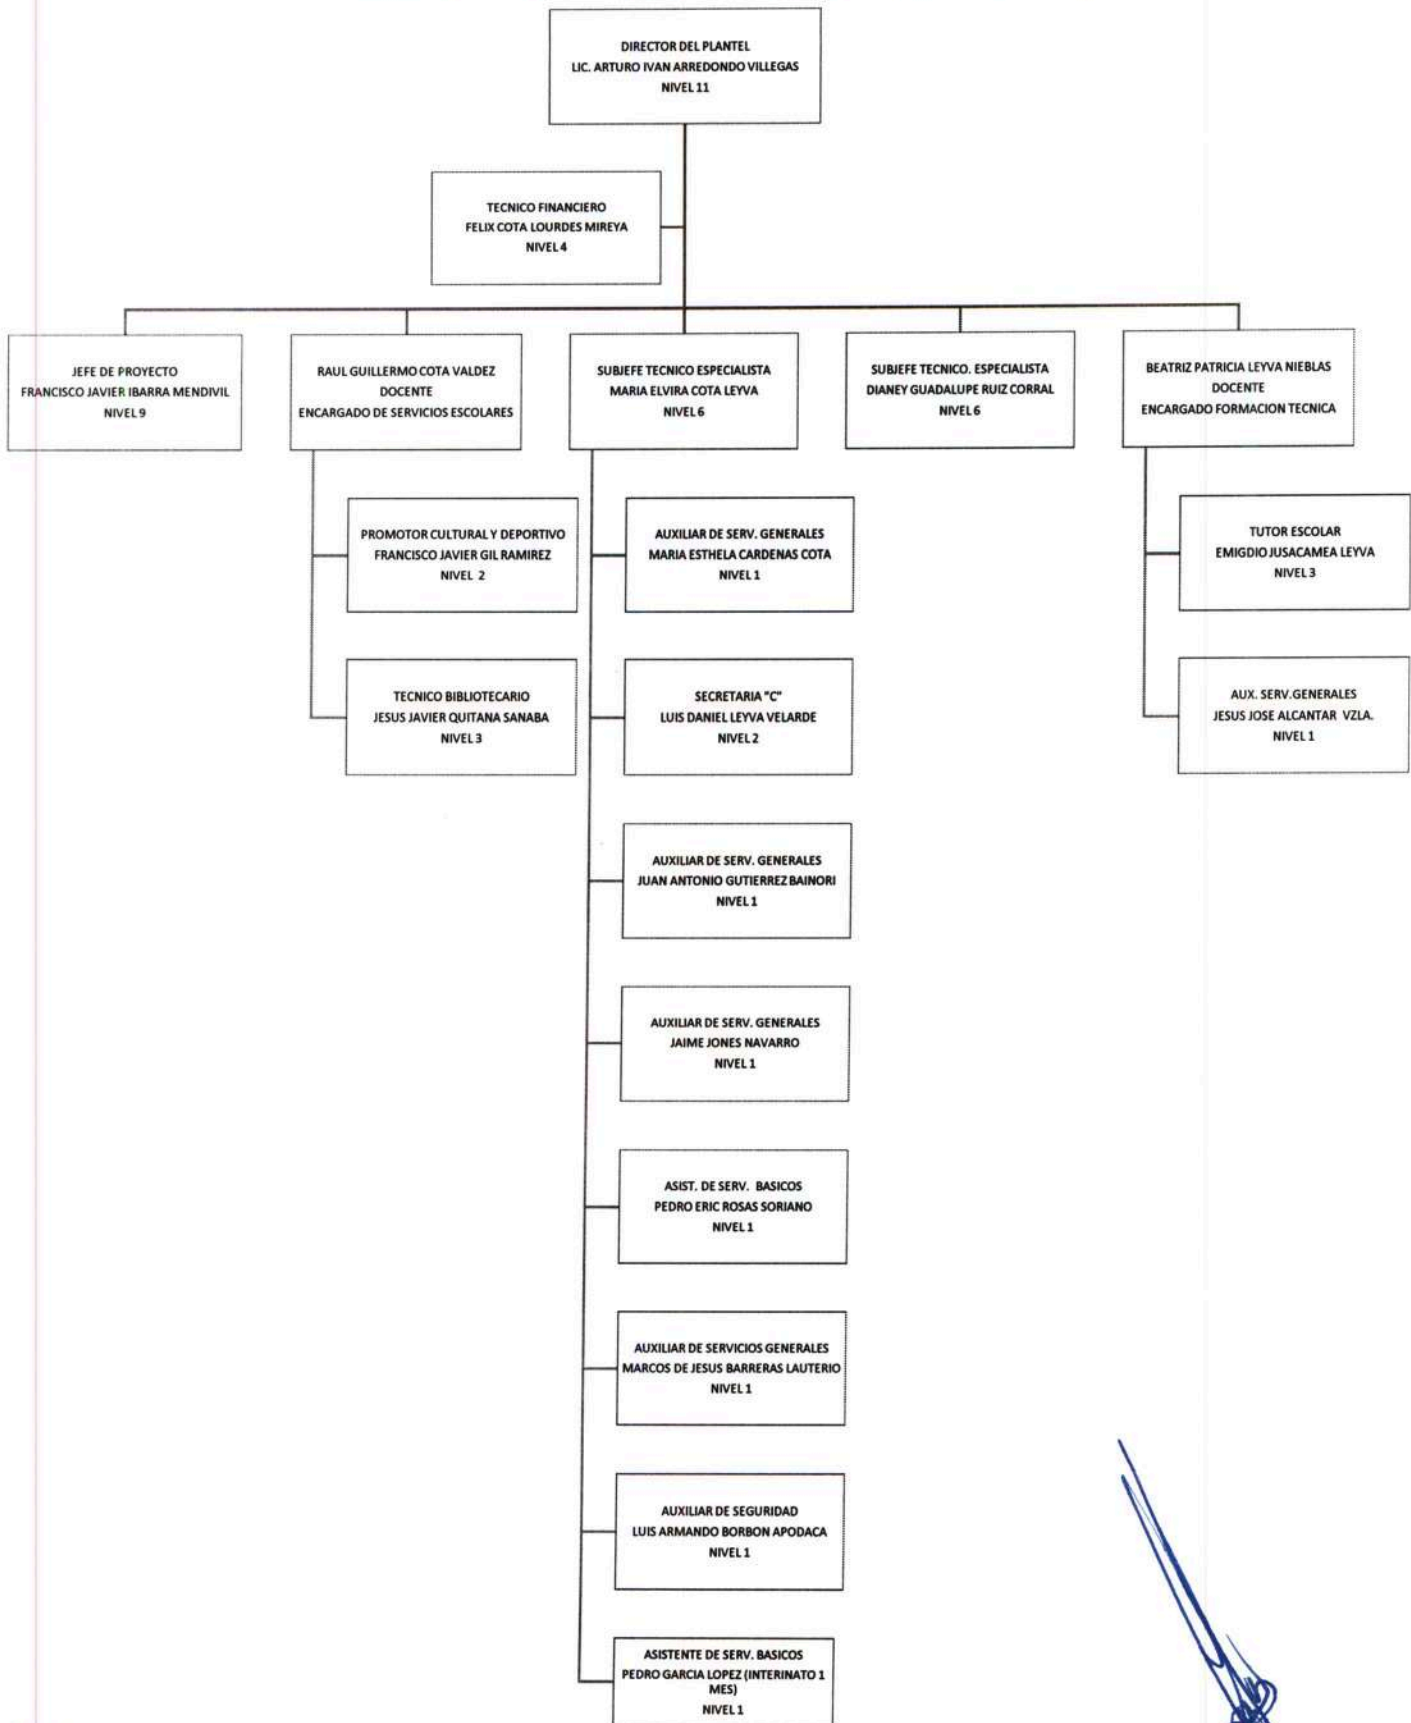 DIRECTOR DEL PLANTEL
LIC. ARTURO IVAN ARREDONDO VILLEGAS
NIVEL 11
TECNICO FINANCIERO
FELIX COTA LOURDES MIREYA
NIVEL 4
JEFE DE PROYECTO
FRANCISCO JAVIER IBARRA MENDIVIL
NIVEL 9
RAUL GUILLERMO COTA VALDEZ
DOCENTE
ENCARGADO DE SERVICIOS ESCOLARES
SUBJEFE TECNICO ESPECIALISTA
MARIA ELVIRA COTA LEYVA
NIVEL 6
SUBJEFE TECNICO. ESPECIALISTA
DIANEY GUADALUPE RUIZ CORRAL
NIVEL 6
BEATRIZ PATRICIA LEYVA NIEBLAS
DOCENTE
ENCARGADO FORMACION TECNICA
PROMOTOR CULTURAL Y DEPORTIVO
FRANCISCO JAVIER GIL RAMIREZ
NIVEL 2
TECNICO BIBLIOTECARIO
JESUS JAVIER QUITANA SANABA
NIVEL 3
AUXILIAR DE SERV. GENERALES
MARIA ESTHELA CARDENAS COTA
NIVEL 1
SECRETARIA "C"
LUIS DANIEL LEYVA VELARDE
NIVEL 2
AUXILIAR DE SERV. GENERALES
JUAN ANTONIO GUTIERREZ BAINORI
NIVEL 1
AUXILIAR DE SERV. GENERALES
JAIME JONES NAVARRO
NIVEL 1
ASIST. DE SERV. BASICOS
PEDRO ERIC ROSAS SORIANO
NIVEL 1
AUXILIAR DE SERVICIOS GENERALES
MARCOS DE JESUS BARRERAS LAUTERIO
NIVEL 1
AUXILIAR DE SEGURIDAD
LUIS ARMANDO BORBON APODACA
NIVEL 1
ASISTENTE DE SERV. BASICOS
PEDRO GARCIA LOPEZ (INTERINATO 1
MES)
NIVEL 1
TUTOR ESCOLAR
EMIGDIO JUSACAMEA LEYVA
NIVEL 3
AUX. SERV.GENERALES
JESUS JOSE ALCANTAR VZLA.
NIVEL 1